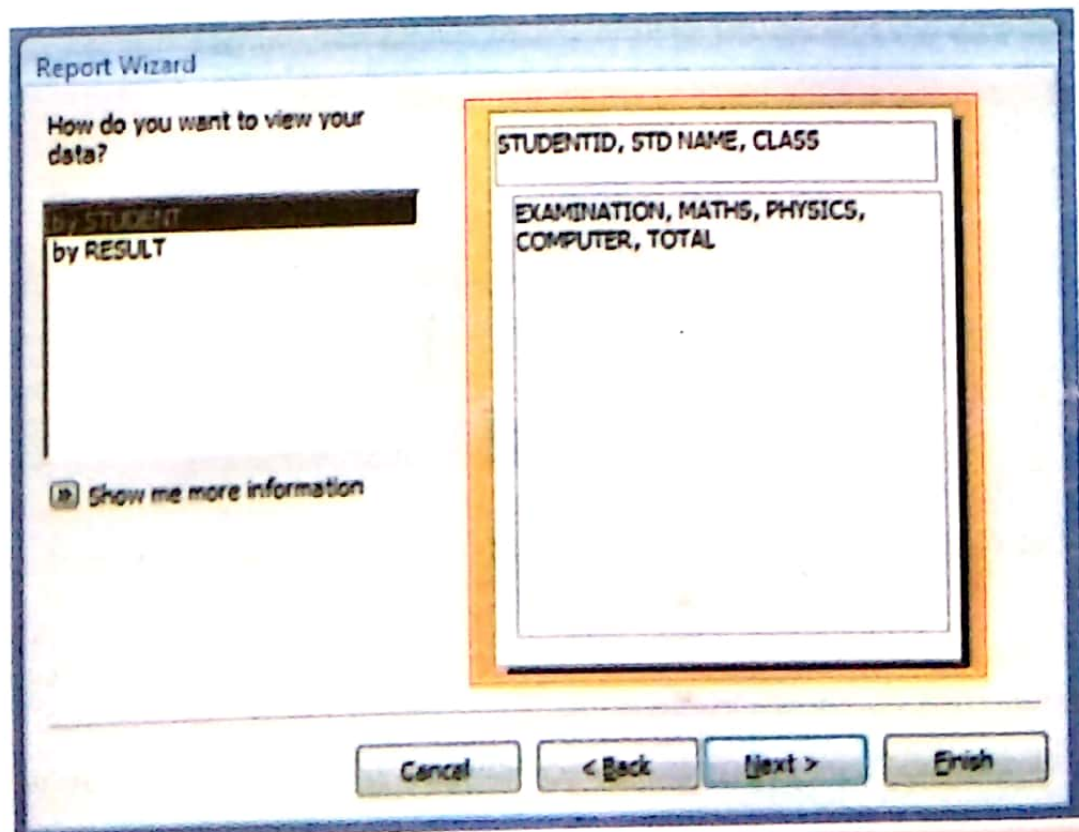 Report Wizard
How do you want to view your
data?
by STUDENT
by RESULT
Show me more information
STUDENTID, STD NAME, CLASS
EXAMINATION, MATHS, PHYSICS,
COMPUTER, TOTAL
Cancel
< Back
Next >
Finish